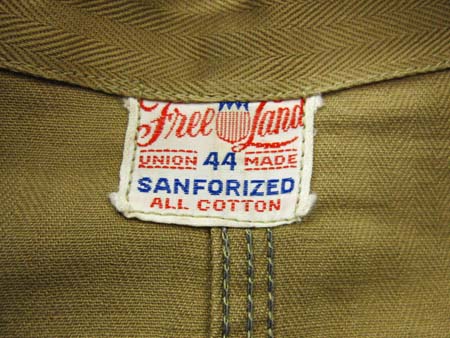 Free Land
UNION 44 MADE
SANFORIZED
ALL COTTON